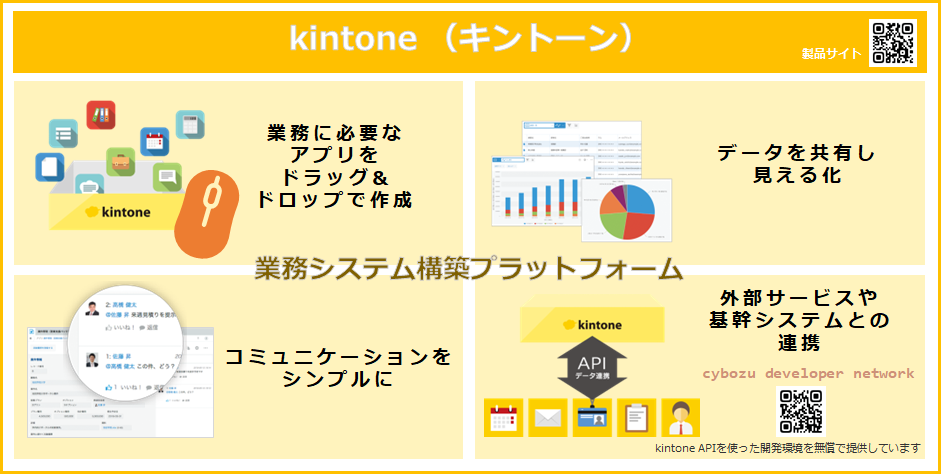 kintone （キントーン）
製品サイト
業務に必要な
アプリを
ドラッグ&
ドロップで作成
kintone
データを共有し
見える化
業務システム構築プラットフォーム
2: 高橋 健太
@佐藤 昇 来週見積りを提示
いいね！ 返信
1: 佐藤 昇
@高橋 健太 この件、どう？
1 いいね！
コミュニケーションを
シンプルに
kintone
API
データ連携
外部サービスや
基幹システムとの
連携
cybozu developer network
kintone APIを使った開発環境を無償で提供しています